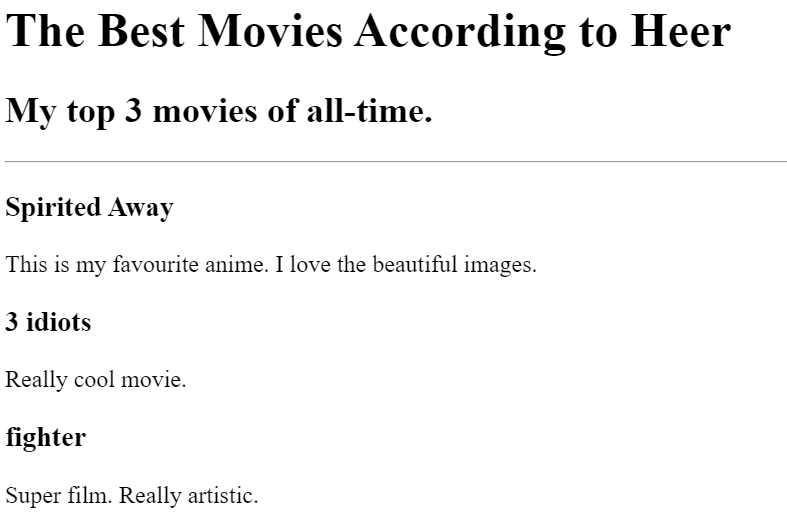 The Best Movies According to Heer
My top 3 movies of all-time.
Spirited Away
This is my favourite anime. I love the beautiful images.
3 idiots
Really cool movie.
fighter
Super film. Really artistic.